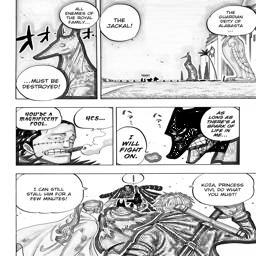 THE
GUARDIAN
DEITY OF
ALABASTA...
THE
JACKAL!
ALL
ENEMIES OF
THE ROYAL
FAMILY...
...MUST BE
DESTROYED!
AS
LONG AS
THERE'S A
SPARK OF
LIFE IN
ME...
I
WILL
FIGHT
ON.
YES...
YOU'RE A
MAGNIFICENT
FOOL.
KOZA, PRINCESS
VIVI, DO WHAT
YOU MUST!
I CAN STILL
STALL HIM FOR A
FEW MINUTES!